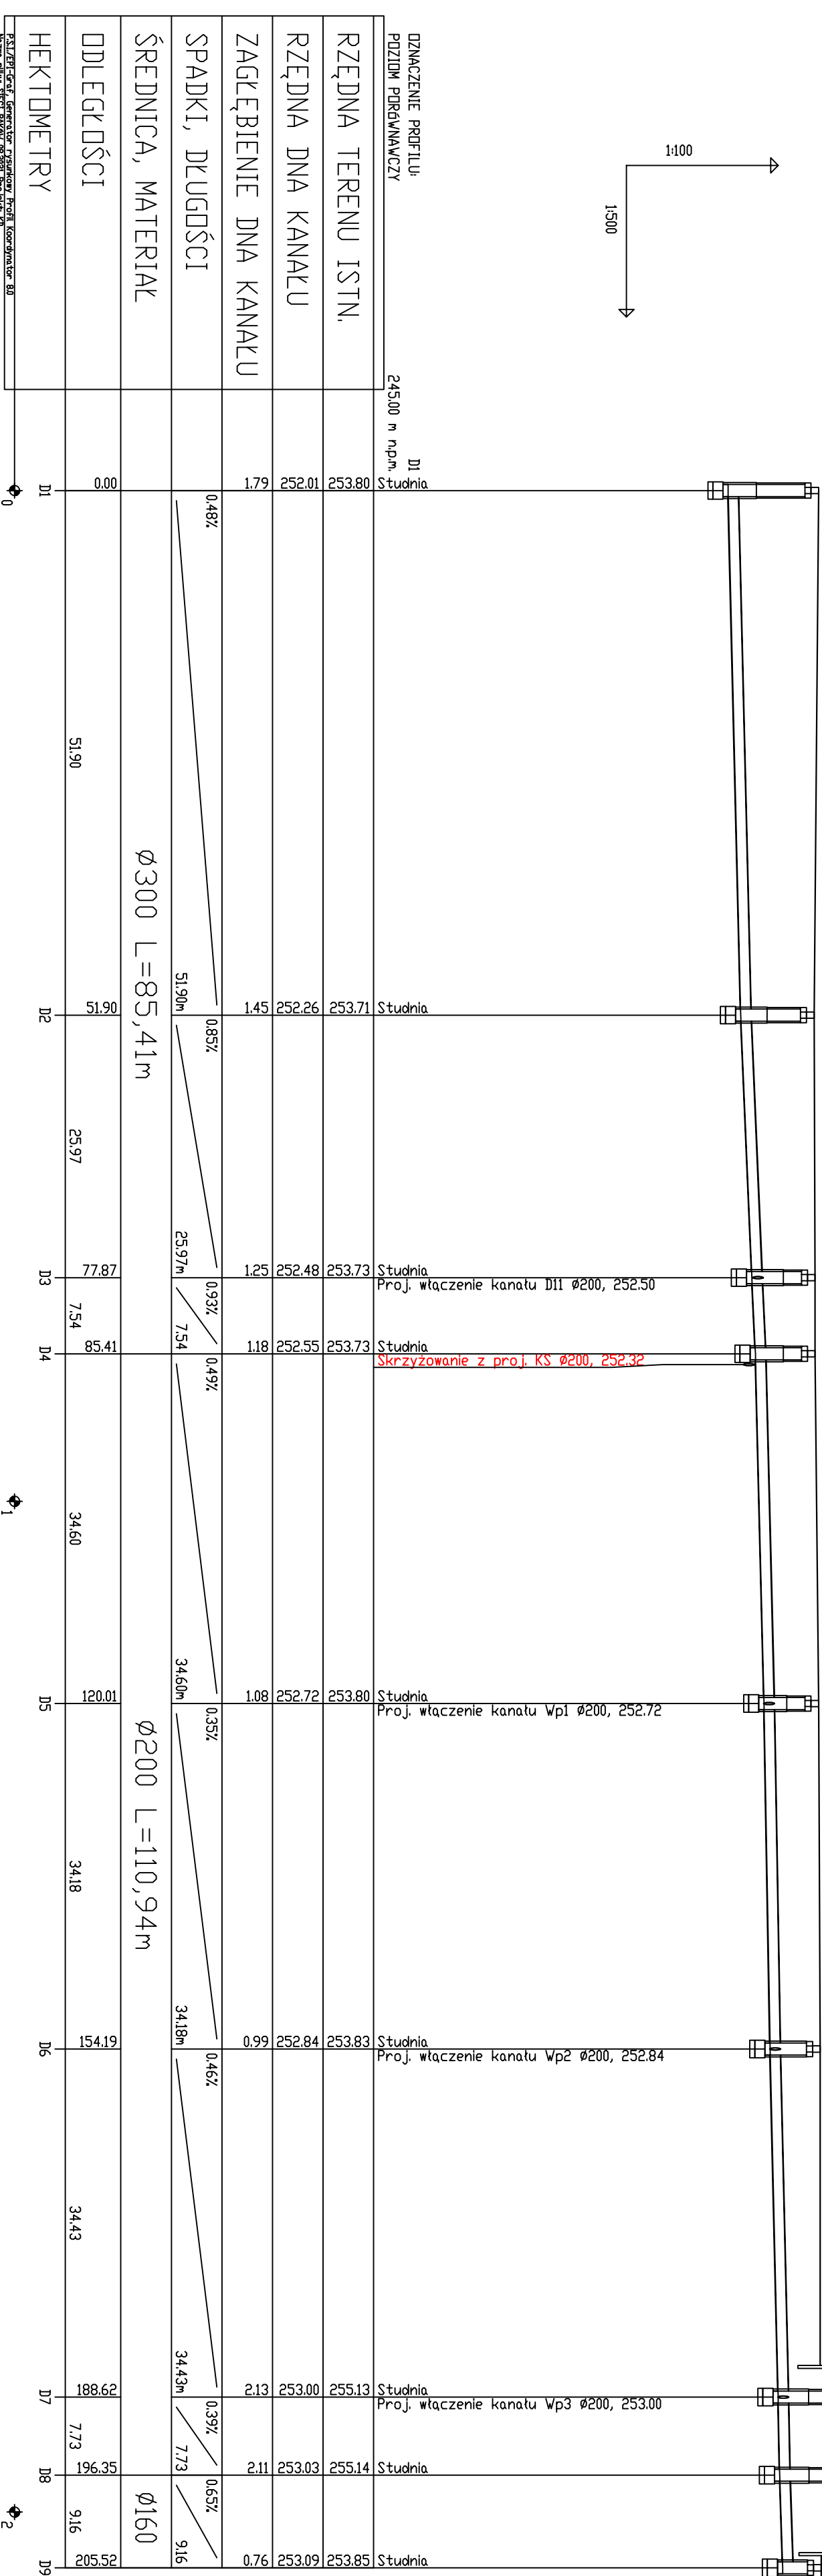 1:100
1:500
OZNACZENIE PROFILU: D1
POZIOM PORÓWNAWCZY 245.00 m n.p.m.
Studnia
Studnia
Studnia
Proj. włączenie kanału D11 Ø200, 252.50
Studnia
Skrzyżowanie z proj. KS Ø200, 252.32
Studnia
Proj. włączenie kanału Wp1 Ø200, 252.72
Studnia
Proj. włączenie kanału Wp2 Ø200, 252.84
Studnia
Proj. włączenie kanału Wp3 Ø200, 253.00
Studnia
Studnia
RZĘDNA TERENU ISTN. 253.80 253.71 253.73 253.73 253.80 253.83 255.13 255.14 253.85
RZĘDNA DNA KANAŁU 252.01 252.26 252.48 252.55 252.72 252.84 253.00 253.03 253.09
ZAGŁĘBIENIE DNA KANAŁU 1.79 1.45 1.25 1.18 1.08 0.99 2.13 2.11 0.76
SPADKI, DŁUGOŚCI 0.48% 51.90m 0.85% 25.97m 0.93% 7.54 0.49% 34.60m 0.35% 34.18m 0.46% 34.43m 0.39% 7.73 0.65% 9.16
ŚREDNICA, MATERIAŁ Ø300 L=85,41m Ø200 L=110,94m Ø160
ODLEGŁOŚCI 0.00 51.90 51.90 25.97 77.87 7.54 85.41 34.60 120.01 34.18 154.19 34.43 188.62 7.73 196.35 9.16 205.52
HEKTOMETRY D1 D2 D3 D4 D5 D6 D7 D8 D9
0 1 2
P.S.I./EPI-Graf, Generator rysunkowy Profil Koordynator 8.0